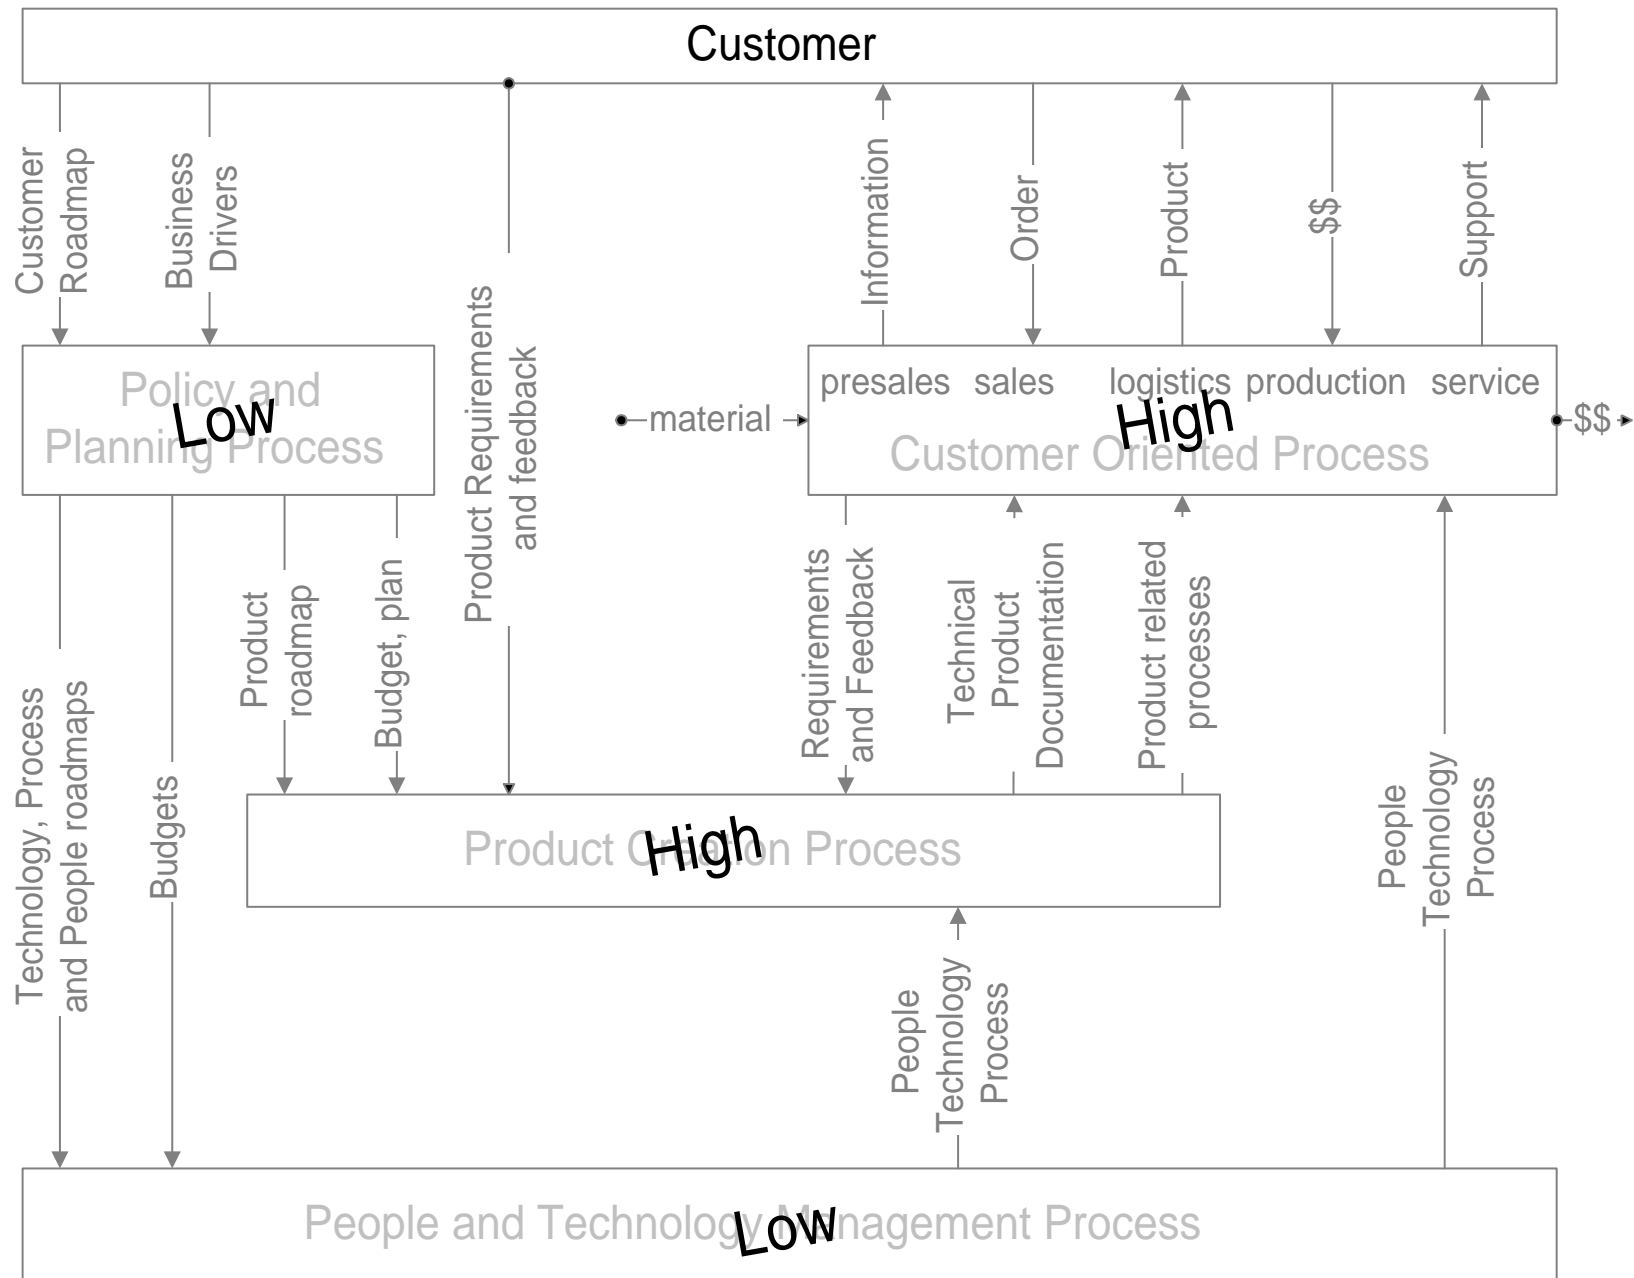 Customer
Customer
Roadmap
Business
Drivers
Product Requirements
and feedback
Information
Order
Product
$$
Support
Policy and
Planning Process
Low
material
presales sales logistics production service
High
Customer Oriented Process
$$
Technology, Process
and People roadmaps
Budgets
Product
roadmap
Budget, plan
Requirements
and Feedback
Technical
Product
Documentation
Product related
processes
People
Technology
Process
Product Creation Process
High
People
Technology
Process
People and Technology Management Process
Low